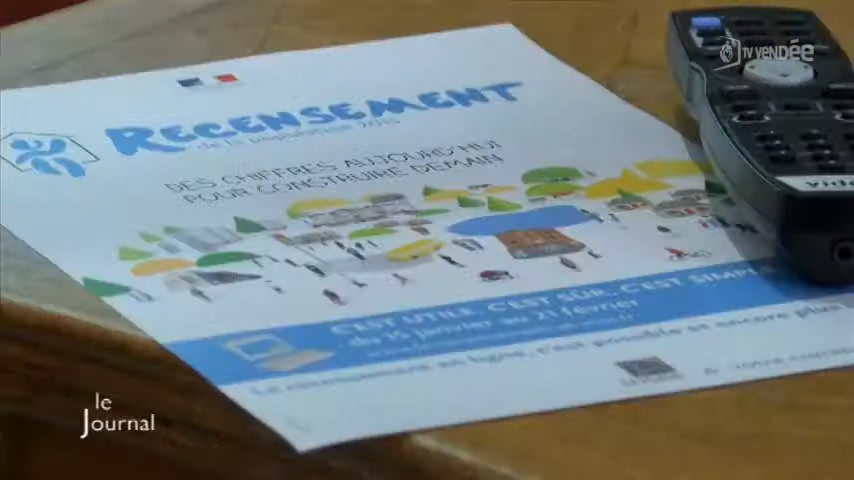 TV VENDÉE
RECENSEMENT
de la population 2015
DES CHIFFRES AUJOURD'HUI
POUR CONSTRUIRE DEMAIN
C'EST UTILE, C'EST SÛR, C'EST SIMPLE
du 15 janvier au 21 février
Le recensement en ligne, c'est possible et encore plus
& votre
le
Journal